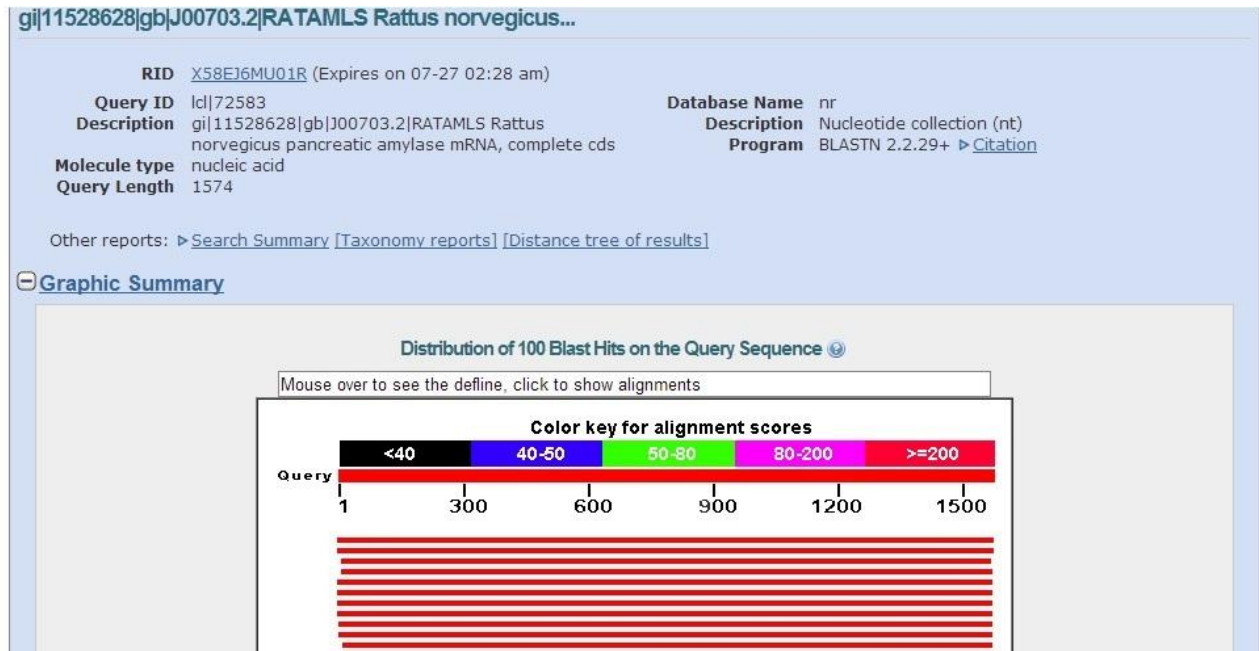 gi|11528628|gb|J00703.2|RATAMLS Rattus norvegicus...
RID X58EJ6MU01R (Expires on 07-27 02:28 am)
Query ID lcl|72583
Description gi|11528628|gb|J00703.2|RATAMLS Rattus
norvegicus pancreatic amylase mRNA, complete cds
Molecule type nucleic acid
Query Length 1574
Database Name nr
Description Nucleotide collection (nt)
Program BLASTN 2.2.29+ Citation
Other reports: Search Summary [Taxonomy reports] [Distance tree of results]
Graphic Summary
Distribution of 100 Blast Hits on the Query Sequence
Mouse over to see the defline, click to show alignments
Color key for alignment scores
<40 40-50 50-80 80-200 >=200
Query
1 300 600 900 1200 1500